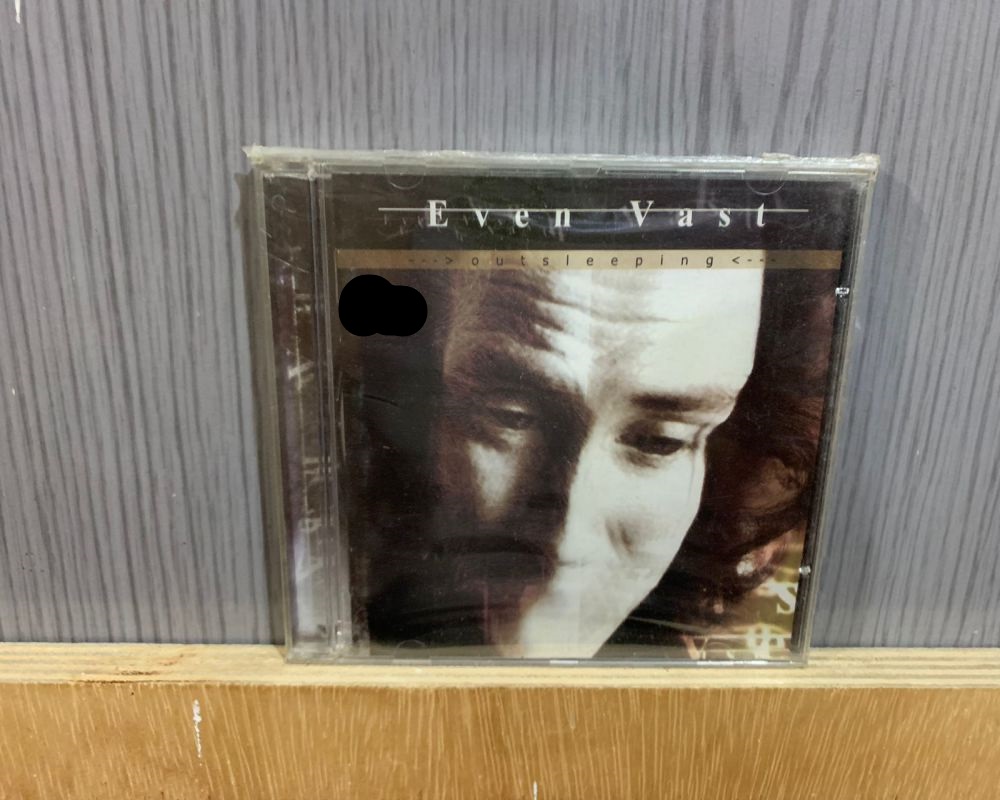 Even Vast
---> outsleeping <---